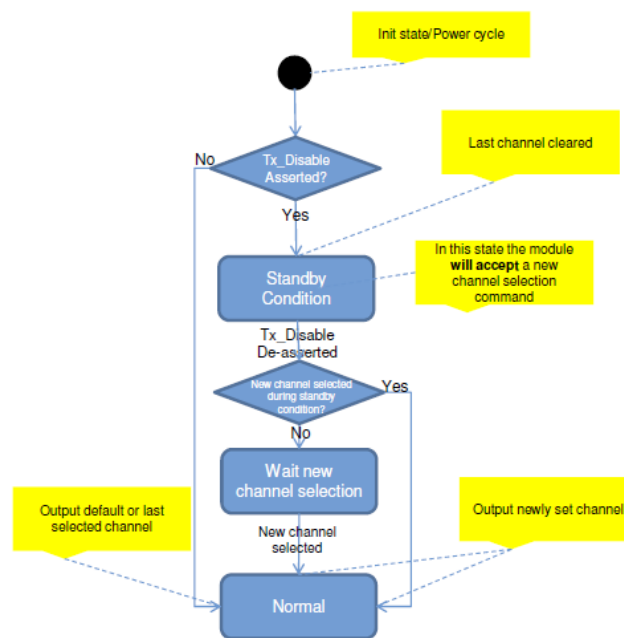 Init state/Power cycle
Tx_Disable
Asserted?
No
Last channel cleared
Yes
Standby
Condition
In this state the module
will accept a new
channel selection
command
Tx_Disable
De-asserted
New channel selected
during standby
condition?
Yes
No
Wait new
channel selection
Output default or last
selected channel
Output newly set channel
New channel
selected
Normal